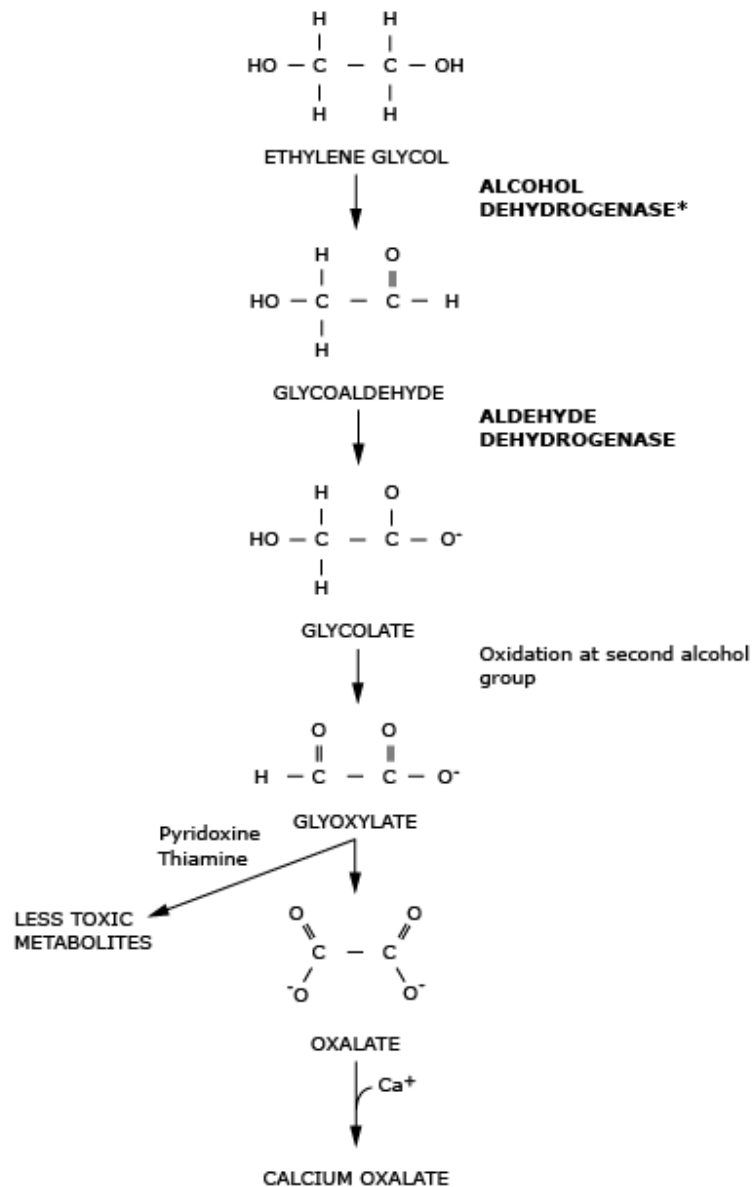 H H
HO – C – C – OH
H H
ETHYLENE GLYCOL
ALCOHOL
DEHYDROGENASE*
H O
HO – C – C – H
H
GLYCOALDEHYDE
ALDEHYDE
DEHYDROGENASE
H O
HO – C – C – O⁻
H
GLYCOLATE
Oxidation at second alcohol
group
O O
H – C – C – O⁻
GLYOXYLATE
Pyridoxine
Thiamine
LESS TOXIC
METABOLITES
O O
C – C
⁻O O⁻
OXALATE
Ca⁺
CALCIUM OXALATE